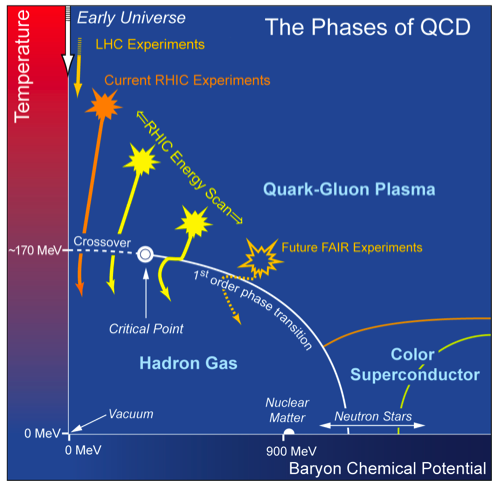 The Phases of QCD
Early Universe
Temperature
LHC Experiments
Current RHIC Experiments
⇐RHIC Energy Scan⇒
Quark-Gluon Plasma
~170 MeV
Crossover
Future FAIR Experiments
1st order phase transition
Critical Point
Hadron Gas
Color
Superconductor
Vacuum
Nuclear
Matter
Neutron Stars
0 MeV
0 MeV
900 MeV
Baryon Chemical Potential